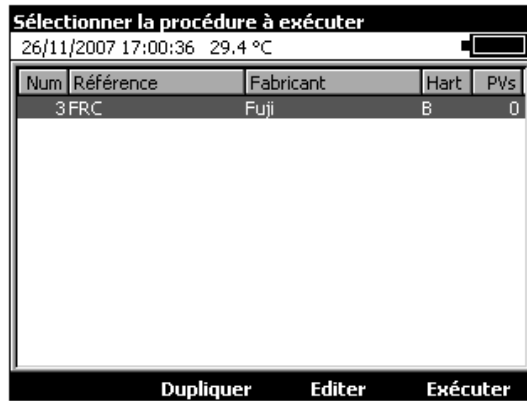 Sélectionner la procédure à exécuter
26/11/2007 17:00:36 29.4 °C
Num Référence Fabricant Hart PVs
3 FRC Fuji B 0
Dupliquer Editer Exécuter